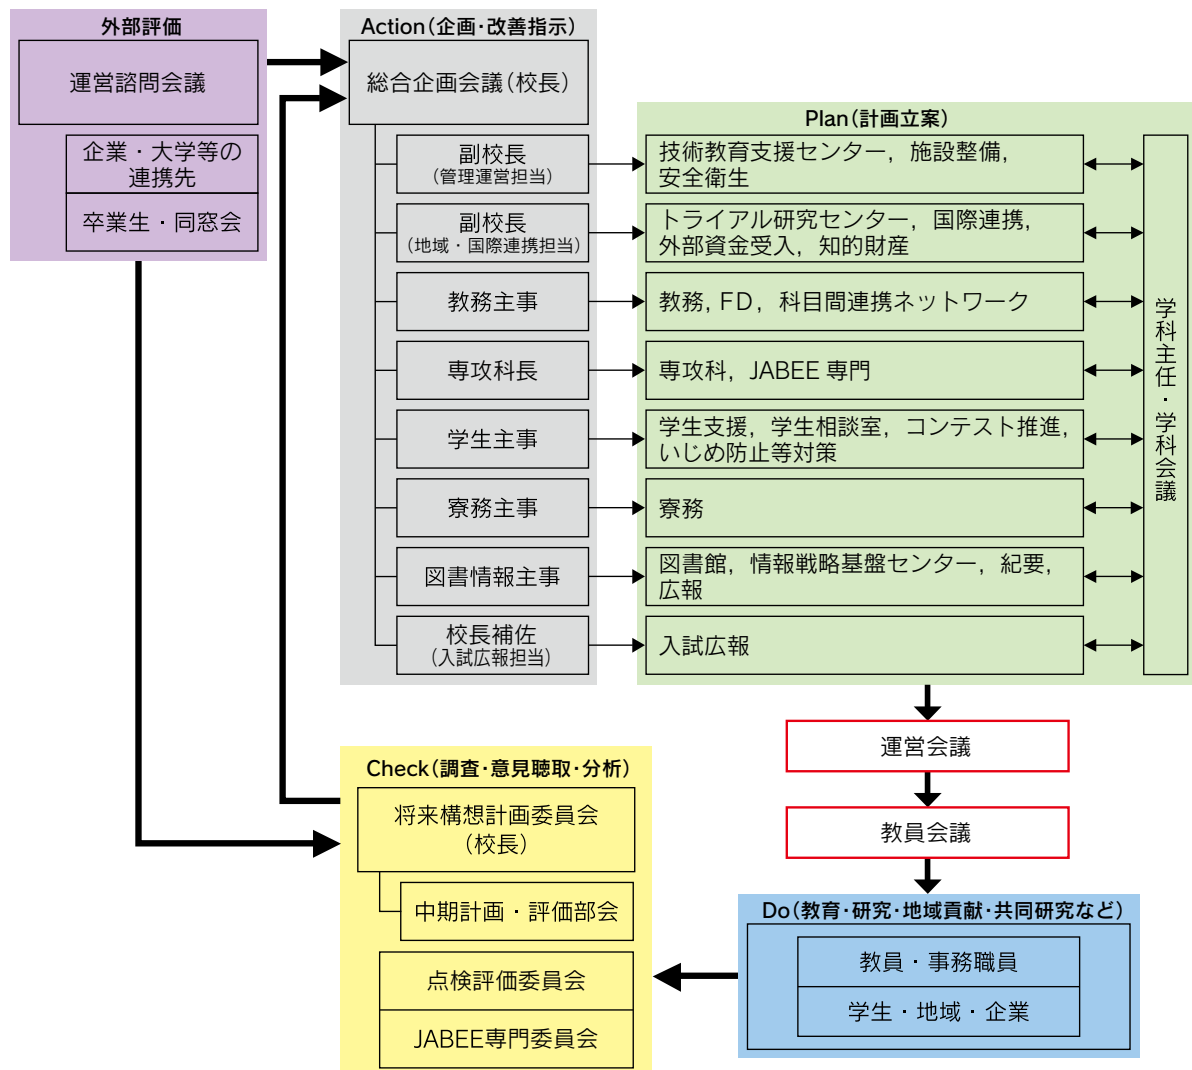 外部評価
運営諮問会議
企業・大学等の
連携先
卒業生・同窓会
Action（企画・改善指示）
総合企画会議（校長）
副校長
（管理運営担当）
副校長
（地域・国際連携担当）
教務主事
専攻科長
学生主事
寮務主事
図書情報主事
校長補佐
（入試広報担当）
Plan（計画立案）
技術教育支援センター，施設整備，
安全衛生
トライアル研究センター，国際連携，
外部資金受入，知的財産
教務，FD，科目間連携ネットワーク
専攻科，JABEE 専門
学生支援，学生相談室，コンテスト推進，
いじめ防止等対策
寮務
図書館，情報戦略基盤センター，紀要，
広報
入試広報
学科主任・学科会議
運営会議
教員会議
Do（教育・研究・地域貢献・共同研究など）
教員・事務職員
学生・地域・企業
Check（調査・意見聴取・分析）
将来構想計画委員会
（校長）
中期計画・評価部会
点検評価委員会
JABEE専門委員会